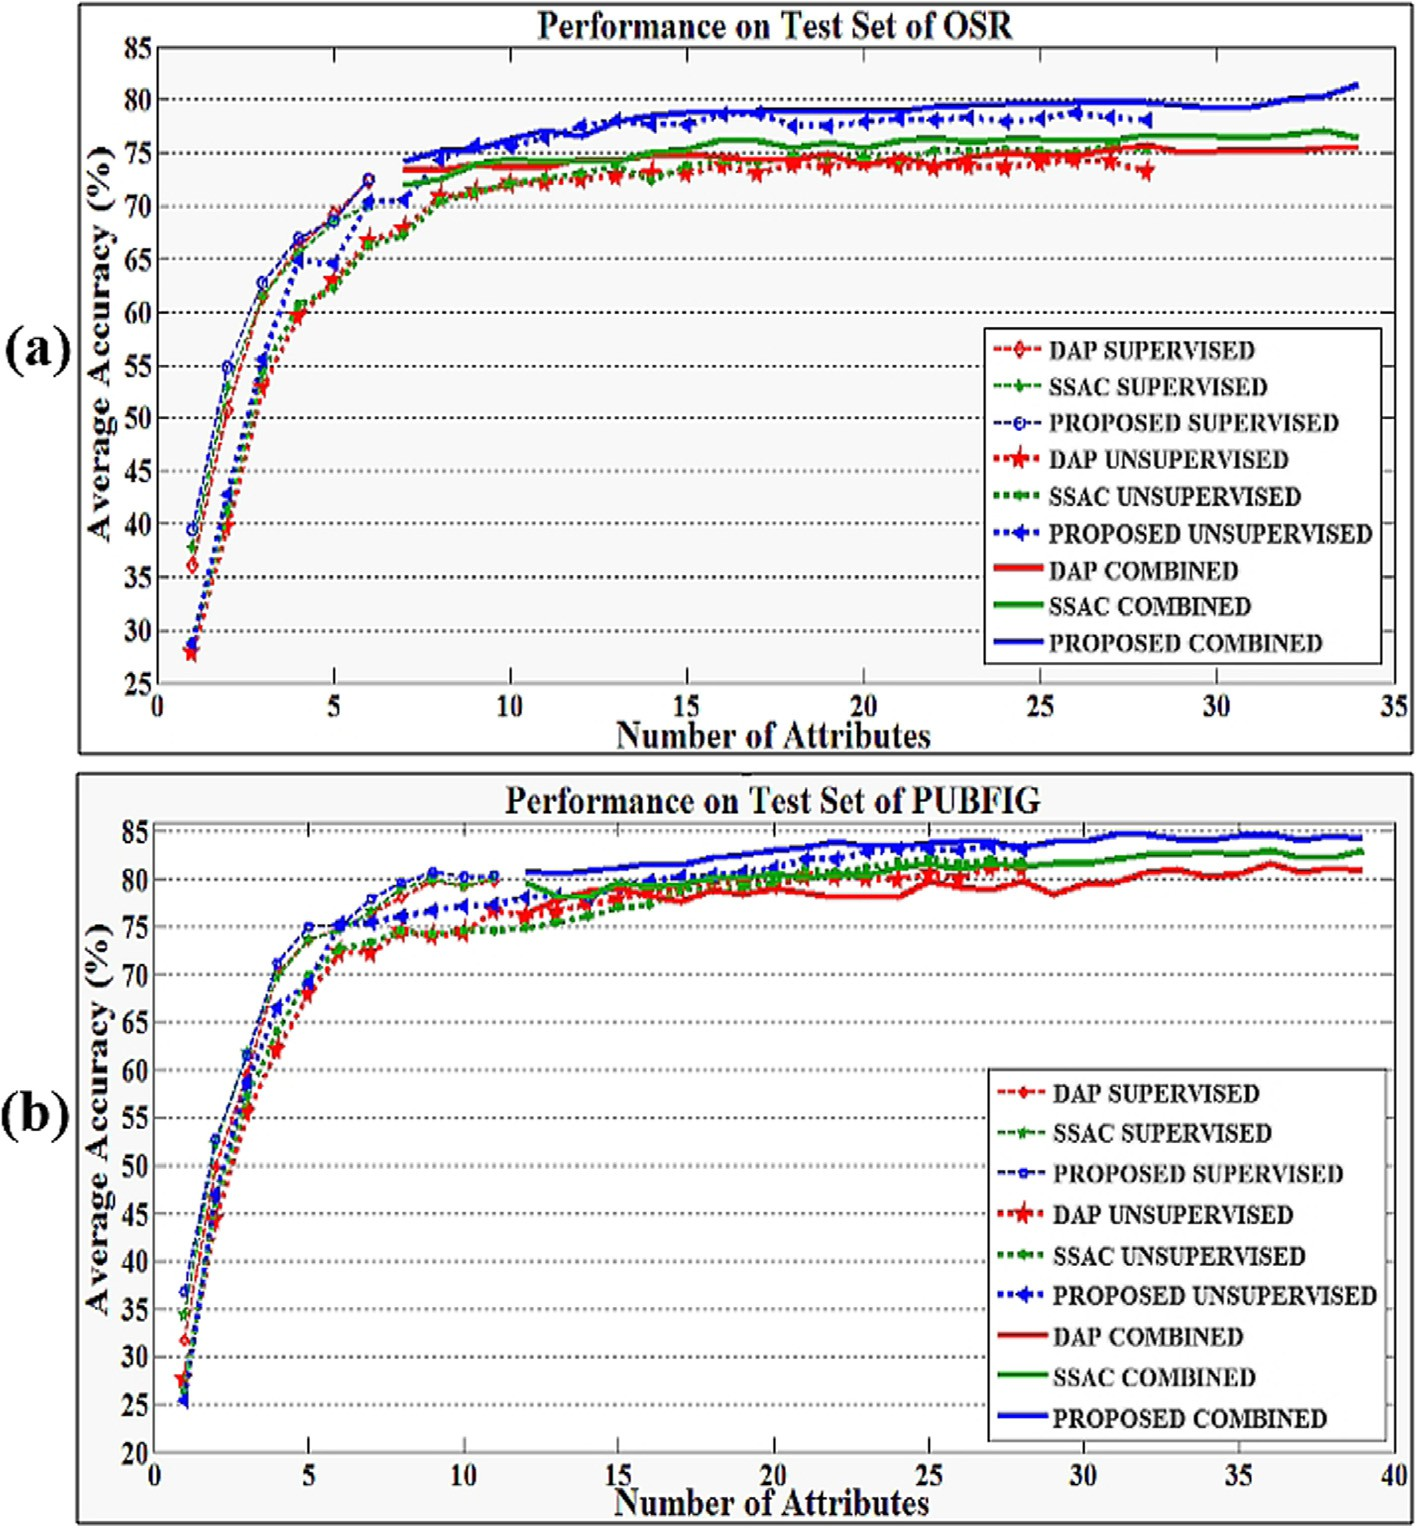 Performance on Test Set of OSR
85
80
75
70
65
60
55
50
45
40
35
30
25
Average Accuracy (%)
(a)
DAP SUPERVISED
SSAC SUPERVISED
PROPOSED SUPERVISED
DAP UNSUPERVISED
SSAC UNSUPERVISED
PROPOSED UNSUPERVISED
DAP COMBINED
SSAC COMBINED
PROPOSED COMBINED
0 5 10 15 20 25 30 35
Number of Attributes
Performance on Test Set of PUBFIG
85
80
75
70
65
60
55
50
45
40
35
30
25
20
Average Accuracy (%)
(b)
DAP SUPERVISED
SSAC SUPERVISED
PROPOSED SUPERVISED
DAP UNSUPERVISED
SSAC UNSUPERVISED
PROPOSED UNSUPERVISED
DAP COMBINED
SSAC COMBINED
PROPOSED COMBINED
0 5 10 15 20 25 30 35 40
Number of Attributes